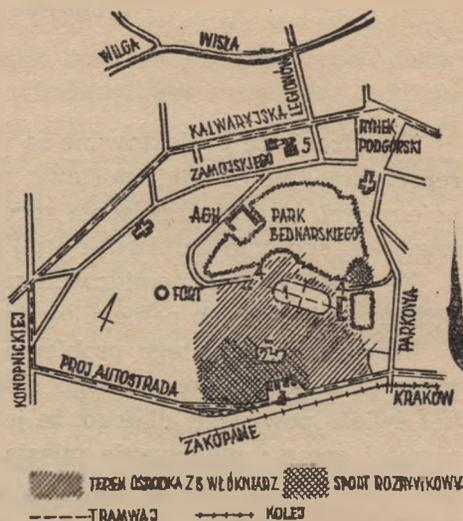 WILGA
WISŁA
LEGIONÓW
KALWARYJSKA
5
RYNEK
PODGÓRSKI
ZAMOJSKIEGO
AGH
PARK
BEDNARSKIEGO
FORT
4
1
KONOPNICKIEJ
PROJ. AUTOSTRADA
PARKOWA
KRAKÓW
ZAKOPANE
TEREN OŚRODKA ZS WŁÓKNIARZ
SPORT ROZRYWKOWY
TRAMWAJ
KOLEJ